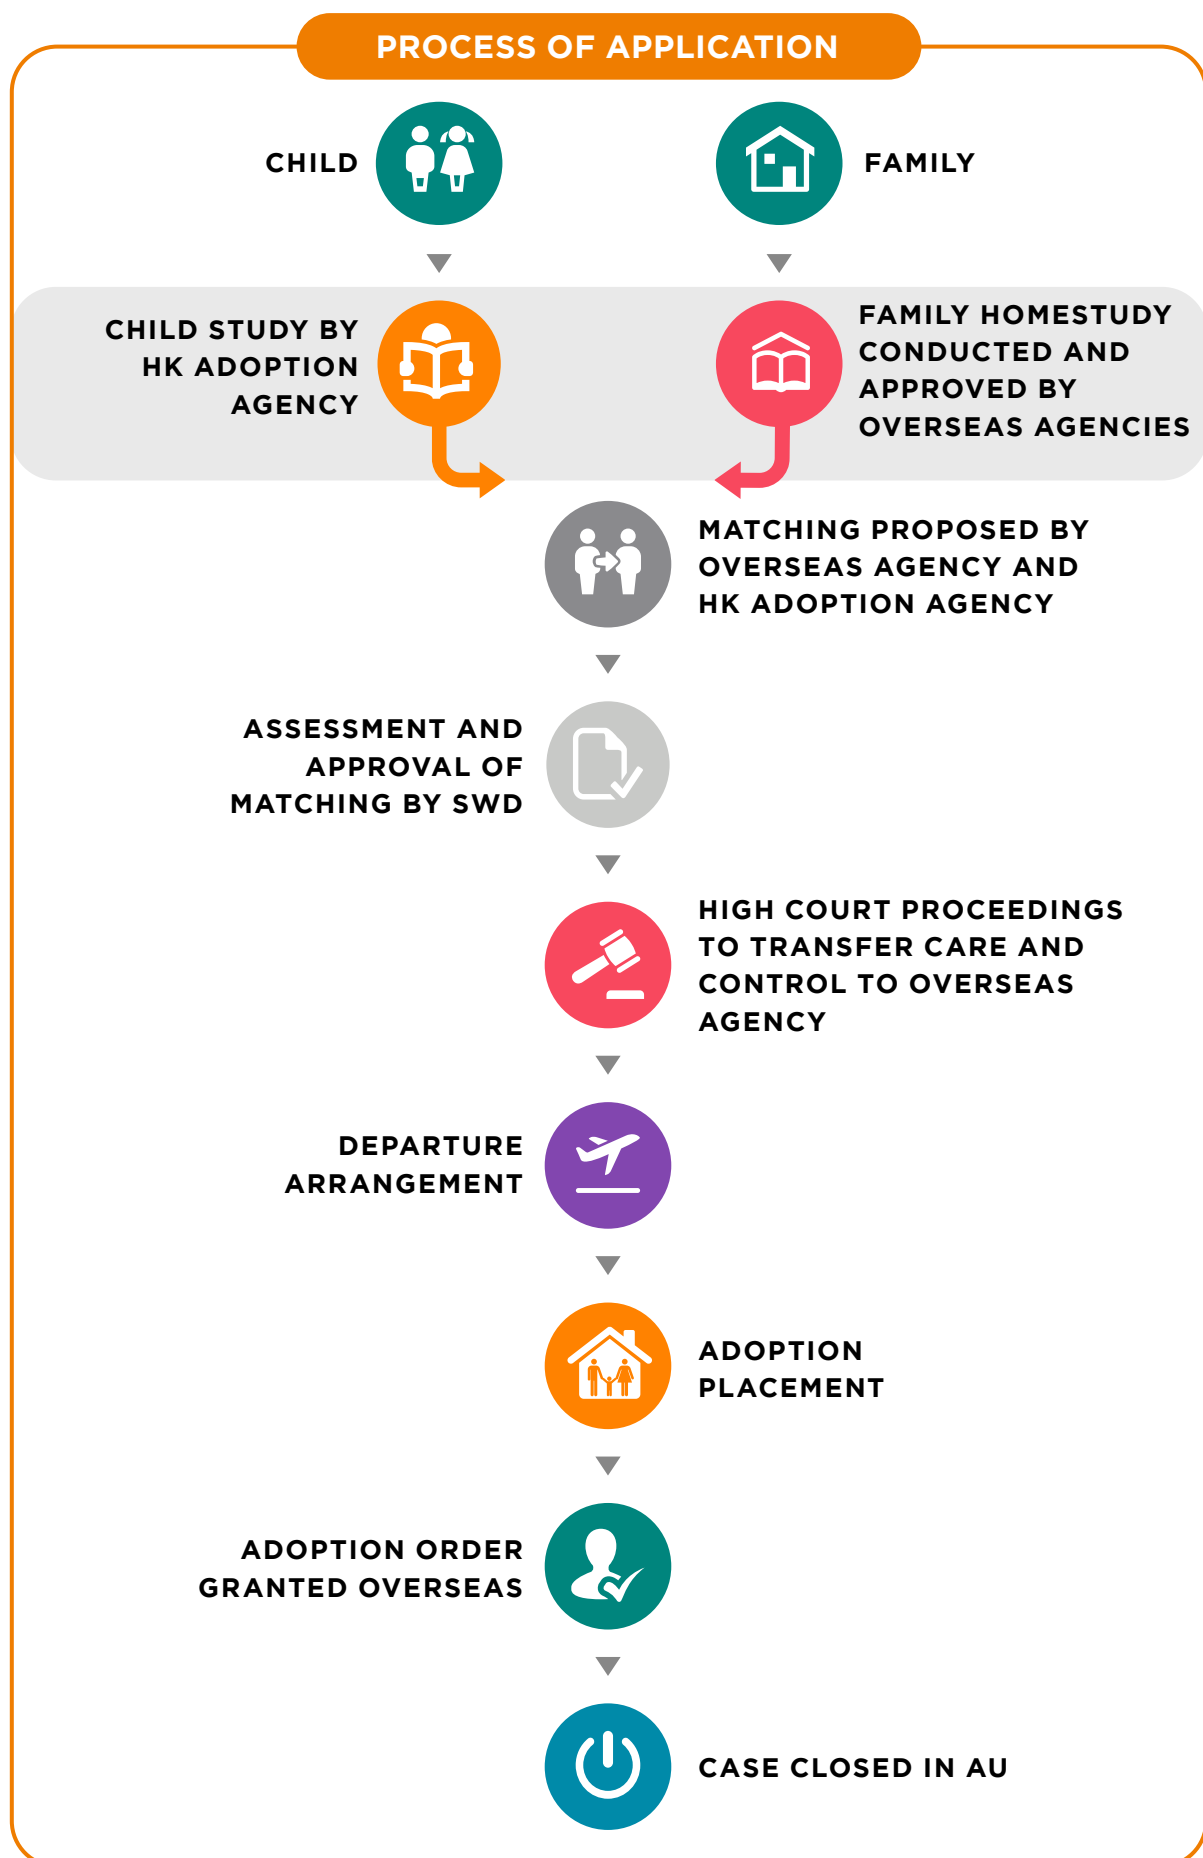 PROCESS OF APPLICATION
CHILD
FAMILY
CHILD STUDY BY
HK ADOPTION
AGENCY
FAMILY HOMESTUDY
CONDUCTED AND
APPROVED BY
OVERSEAS AGENCIES
MATCHING PROPOSED BY
OVERSEAS AGENCY AND
HK ADOPTION AGENCY
ASSESSMENT AND
APPROVAL OF
MATCHING BY SWD
HIGH COURT PROCEEDINGS
TO TRANSFER CARE AND
CONTROL TO OVERSEAS
AGENCY
DEPARTURE
ARRANGEMENT
ADOPTION
PLACEMENT
ADOPTION ORDER
GRANTED OVERSEAS
CASE CLOSED IN AU